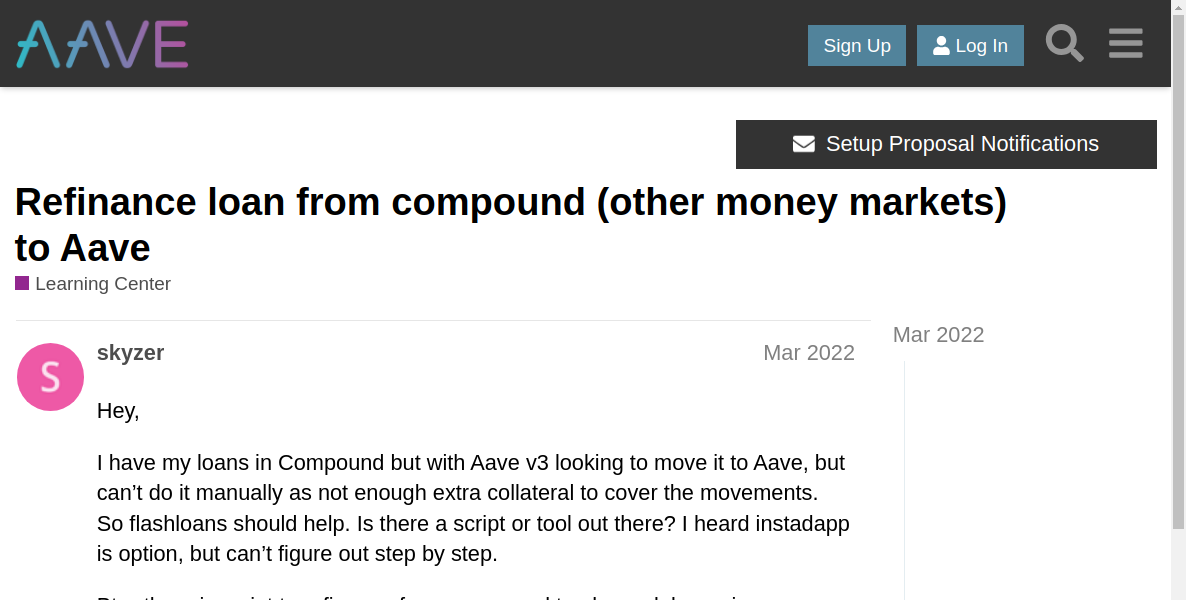 AAVE
Sign Up
Log In
Setup Proposal Notifications
Refinance loan from compound (other money markets)
to Aave
Learning Center
Mar 2022
S
skyzer
Mar 2022
Hey,
I have my loans in Compound but with Aave v3 looking to move it to Aave, but
can’t do it manually as not enough extra collateral to cover the movements.
So flashloans should help. Is there a script or tool out there? I heard instadapp
is option, but can’t figure out step by step.